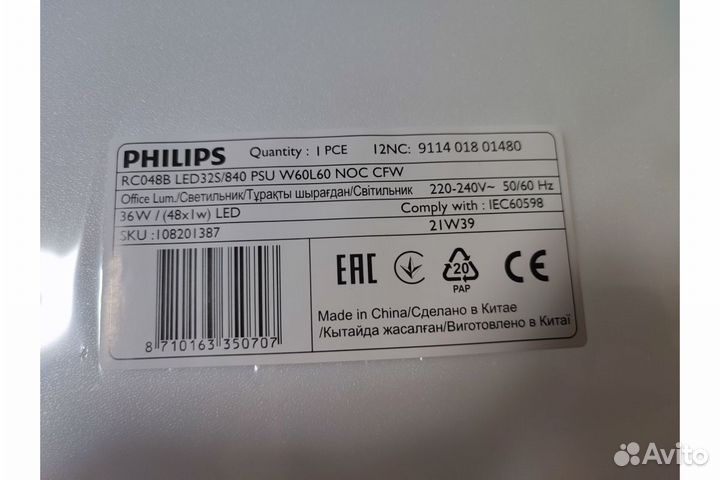 PHILIPS Quantity : 1 PCE 12NC: 9114 018 01480
RC048B LED32S/840 PSU W60L60 NOC CFW
Office Lum./Светильник/Тұрақты шырағдан/Світильник 220-240V~ 50/60 Hz
36W / (48x1w) LED Comply with : IEC60598
SKU :108201387 21W39
EAC 20 CE
PAP
Made in China/Сделано в Китае
/Кытайда жасалған/Виготовлено в Китаї
8 710163 350707
Avito